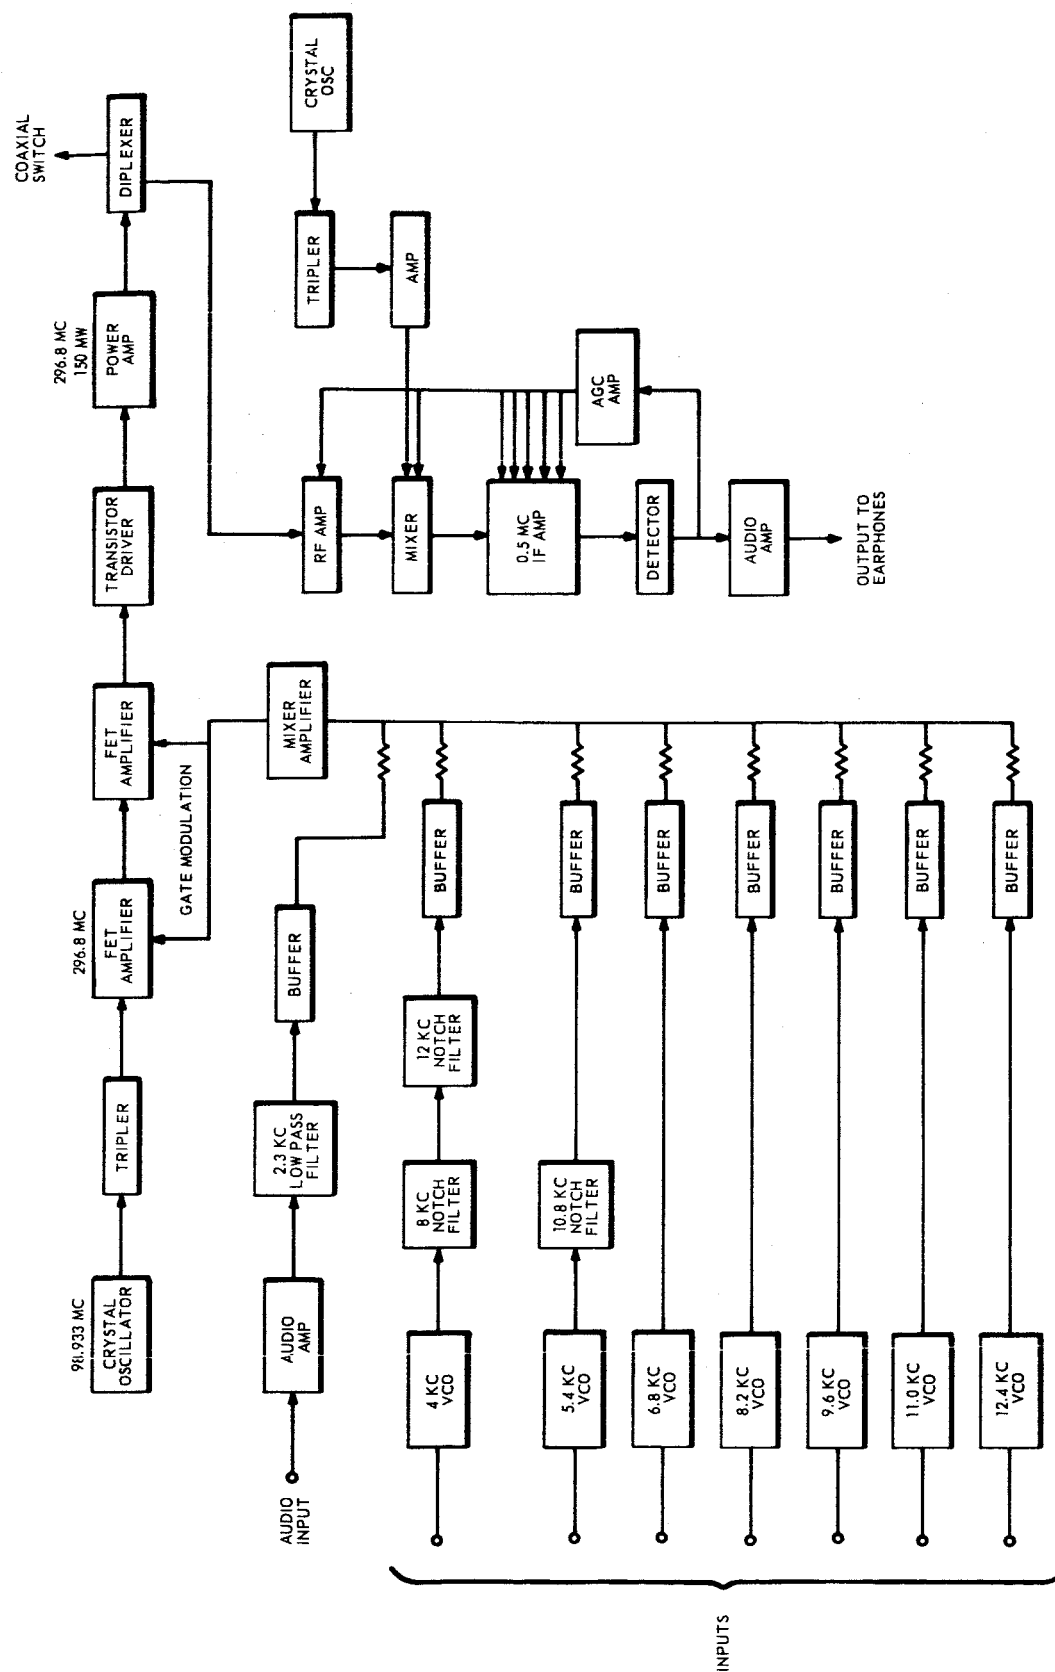 COAXIAL
SWITCH
296.8 MC
150 MW
98.933 MC
CRYSTAL
OSCILLATOR
TRIPLER
296.8 MC
FET
AMPLIFIER
FET
AMPLIFIER
TRANSISTOR
DRIVER
POWER
AMP
DIPLEXER
GATE MODULATION
AUDIO
INPUT
AUDIO
AMP
2.3 KC
LOW PASS
FILTER
BUFFER
MIXER
AMPLIFIER
RF AMP
TRIPLER
CRYSTAL
OSC
MIXER
AMP
INPUTS
4 KC
VCO
8 KC
NOTCH
FILTER
12 KC
NOTCH
FILTER
BUFFER
0.5 MC
IF AMP
AGC
AMP
5.4 KC
VCO
10.8 KC
NOTCH
FILTER
BUFFER
DETECTOR
6.8 KC
VCO
BUFFER
8.2 KC
VCO
BUFFER
AUDIO
AMP
9.6 KC
VCO
BUFFER
OUTPUT TO
EARPHONES
11.0 KC
VCO
BUFFER
12.4 KC
VCO
BUFFER